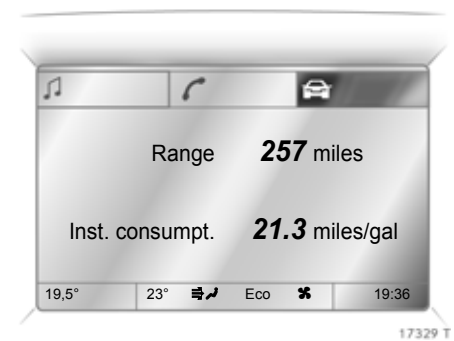 Range 257 miles
Inst. consumpt. 21.3 miles/gal
19,5° 23° Eco 19:36
17329 T